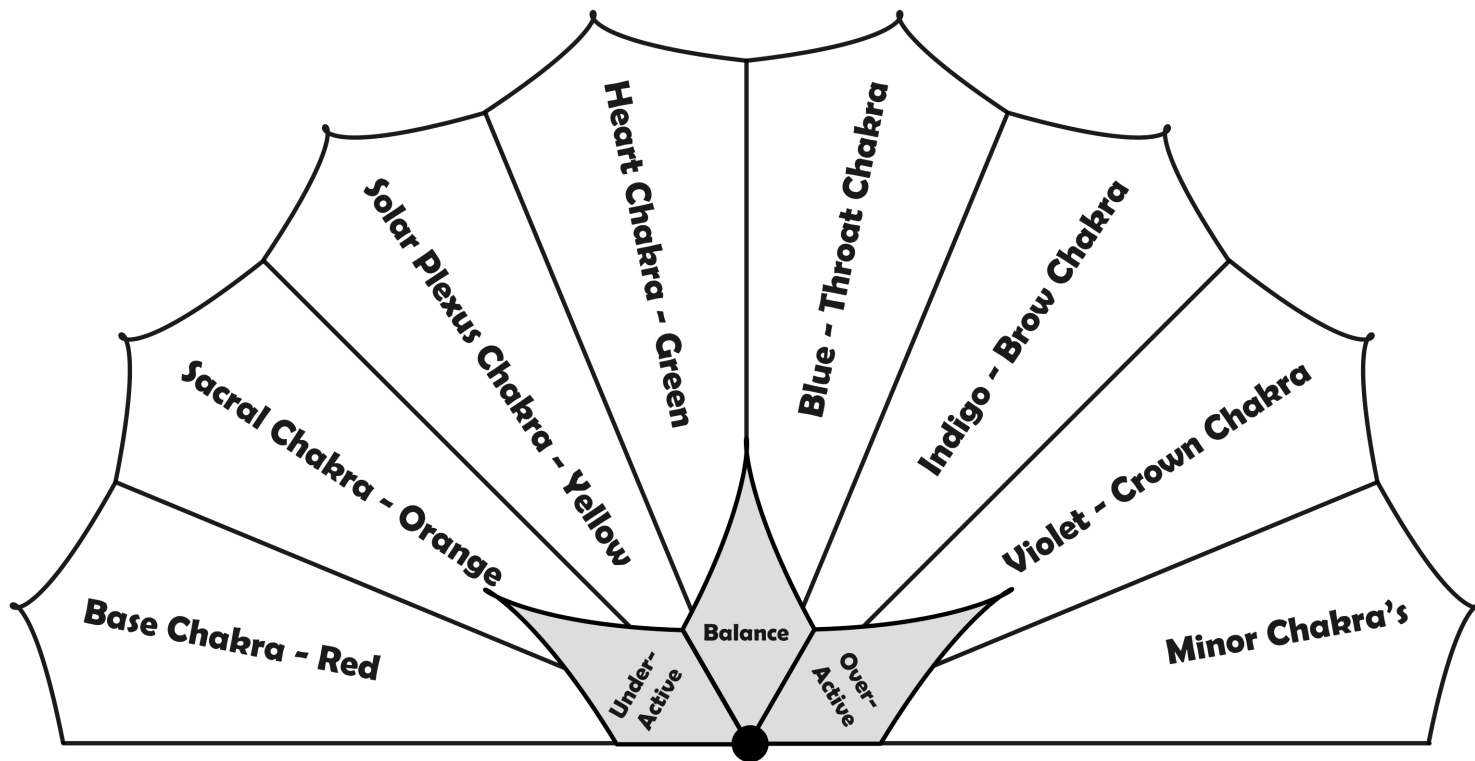 Base Chakra - Red
Sacral Chakra - Orange
Solar Plexus Chakra - Yellow
Heart Chakra - Green
Blue - Throat Chakra
Indigo - Brow Chakra
Violet - Crown Chakra
Minor Chakra's
Under-
Active
Balance
Over-
Active